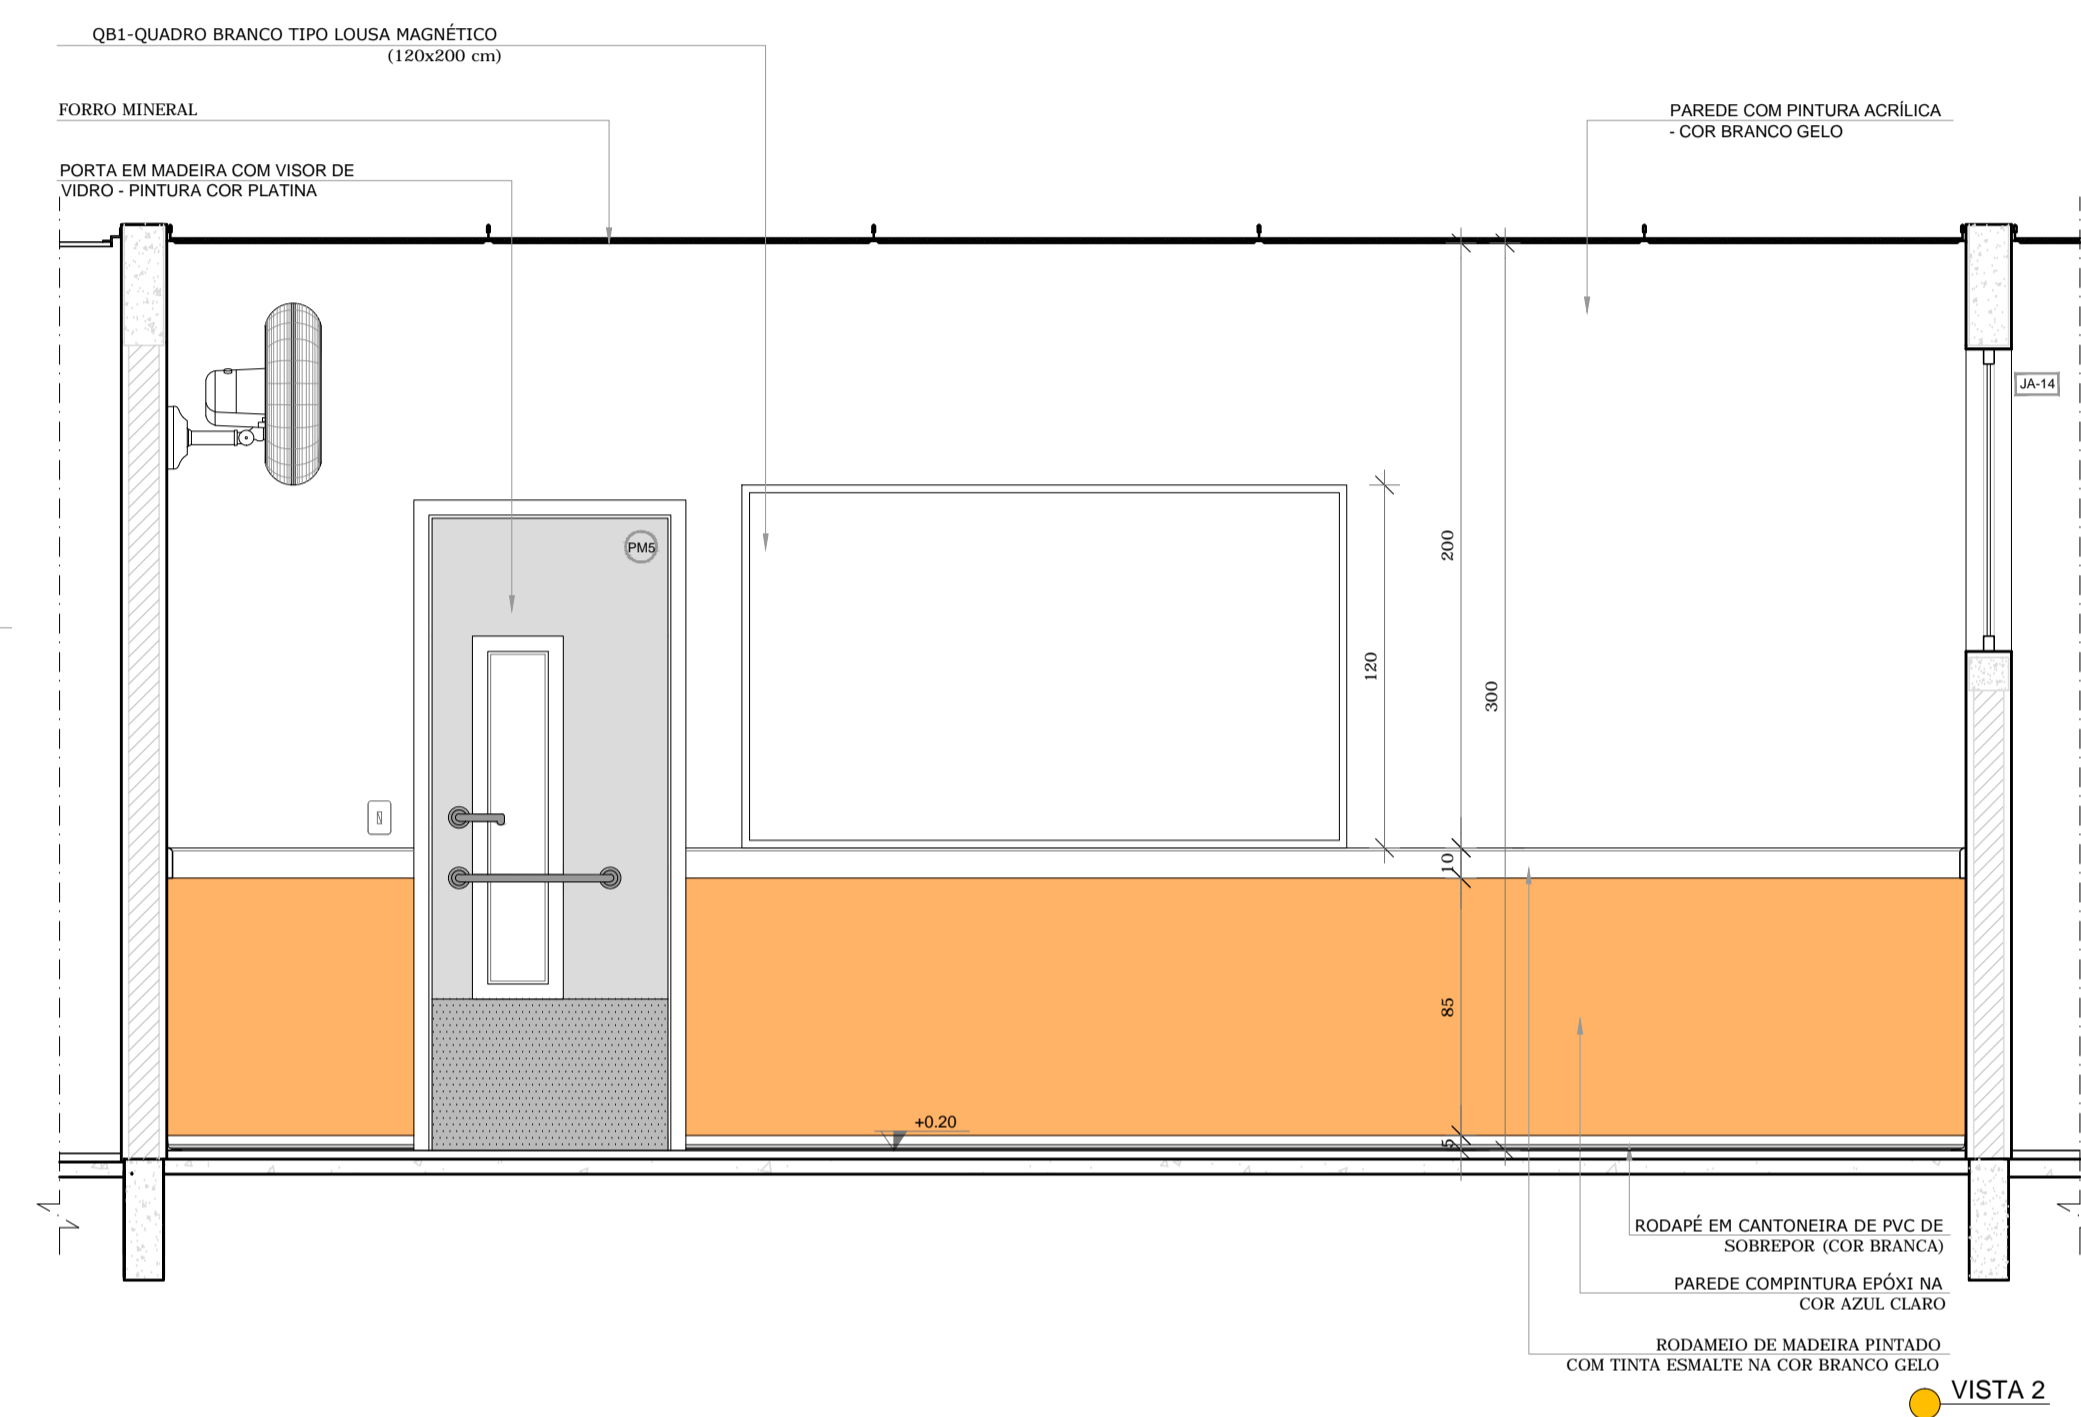 QB1-QUADRO BRANCO TIPO LOUSA MAGNÉTICO
(120x200 cm)
FORRO MINERAL
PORTA EM MADEIRA COM VISOR DE
VIDRO - PINTURA COR PLATINA
PAREDE COM PINTURA ACRÍLICA
- COR BRANCO GELO
JA-14
PM5
200
120
300
10
85
+0.20
5
RODAPÉ EM CANTONEIRA DE PVC DE
SOBREPOR (COR BRANCA)
PAREDE COMPINTURA EPÓXI NA
COR AZUL CLARO
RODAMEIO DE MADEIRA PINTADO
COM TINTA ESMALTE NA COR BRANCO GELO
VISTA 2